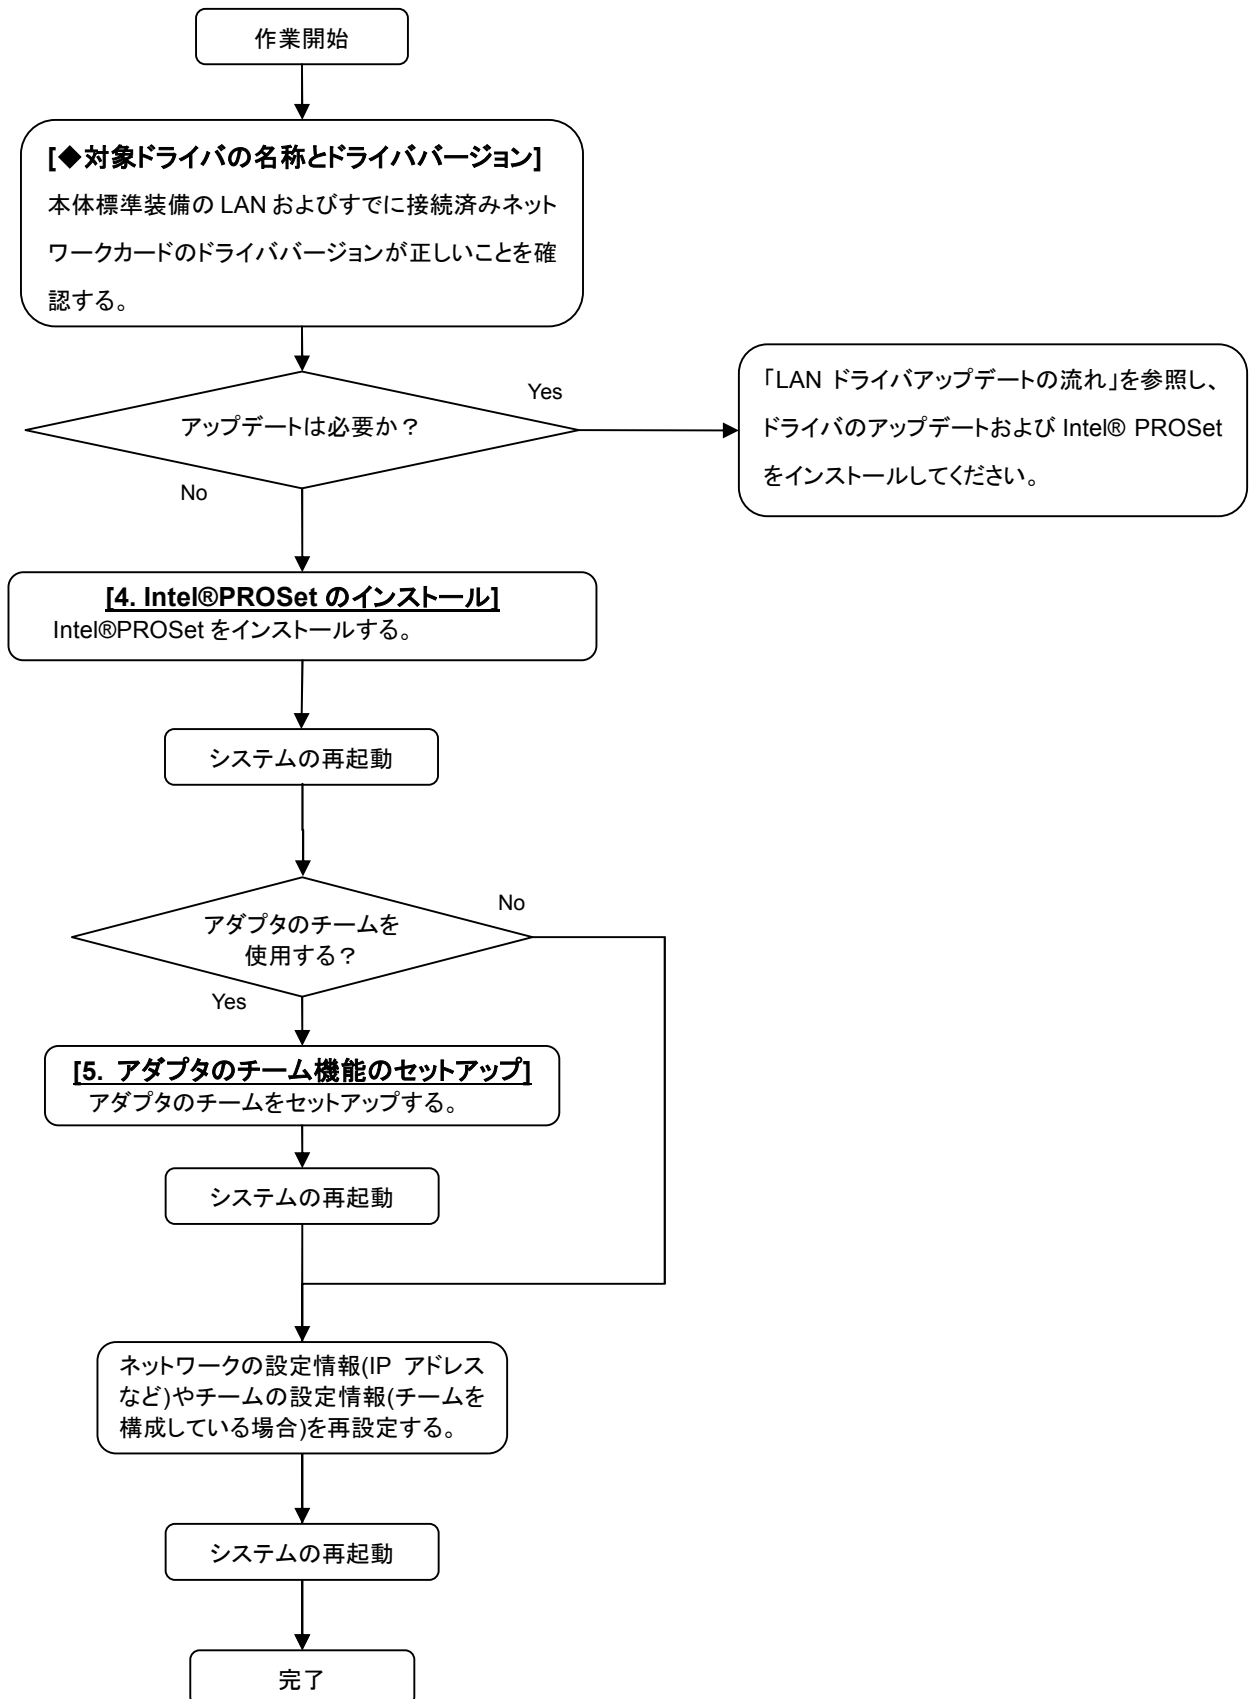 作業開始
[◆対象ドライバの名称とドライババージョン]
本体標準装備の LAN およびすでに接続済みネット
ワークカードのドライババージョンが正しいことを確
認する。
アップデートは必要か？
Yes
No
「LAN ドライバアップデートの流れ」を参照し、
ドライバのアップデートおよび Intel® PROSet
をインストールしてください。
[4. Intel®PROSet のインストール]
Intel®PROSet をインストールする。
システムの再起動
アダプタのチームを
使用する？
No
Yes
[5. アダプタのチーム機能のセットアップ]
アダプタのチームをセットアップする。
システムの再起動
ネットワークの設定情報(IP アドレス
など)やチームの設定情報(チームを
構成している場合)を再設定する。
システムの再起動
完了